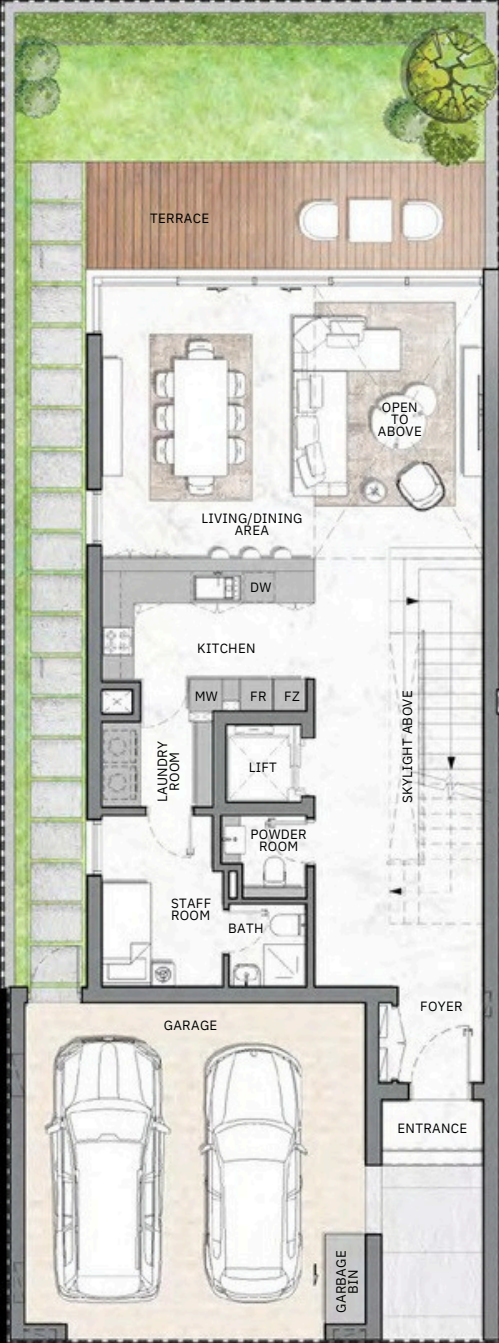 TERRACE
OPEN
TO
ABOVE
LIVING/DINING
AREA
DW
KITCHEN
MW
FR
FZ
LAUNDRY
ROOM
LIFT
SKYLIGHT ABOVE
POWDER
ROOM
STAFF
ROOM
BATH
FOYER
GARAGE
ENTRANCE
GARBAGE
BIN